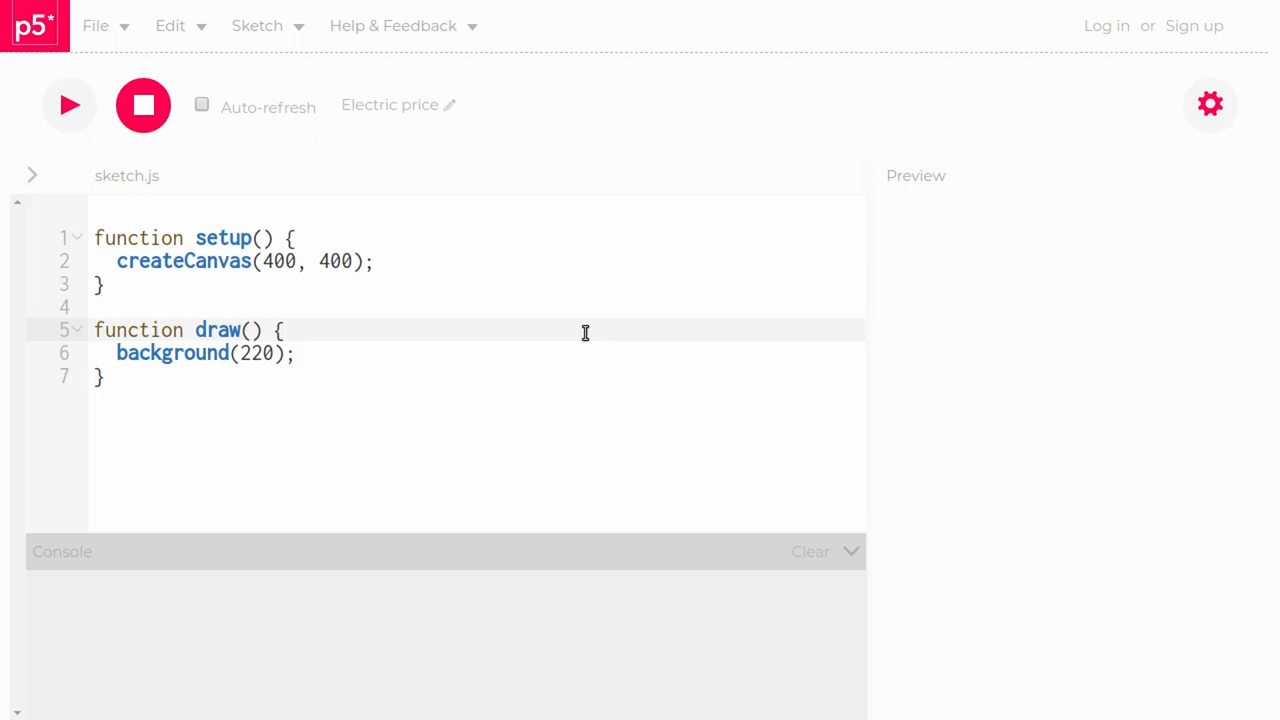 p5*
File
Edit
Sketch
Help & Feedback
Log in or Sign up
Auto-refresh
Electric price
sketch.js
Preview
1 function setup() {
2 createCanvas(400, 400);
3 }
4
5 function draw() {
6 background(220);
7 }
Console
Clear